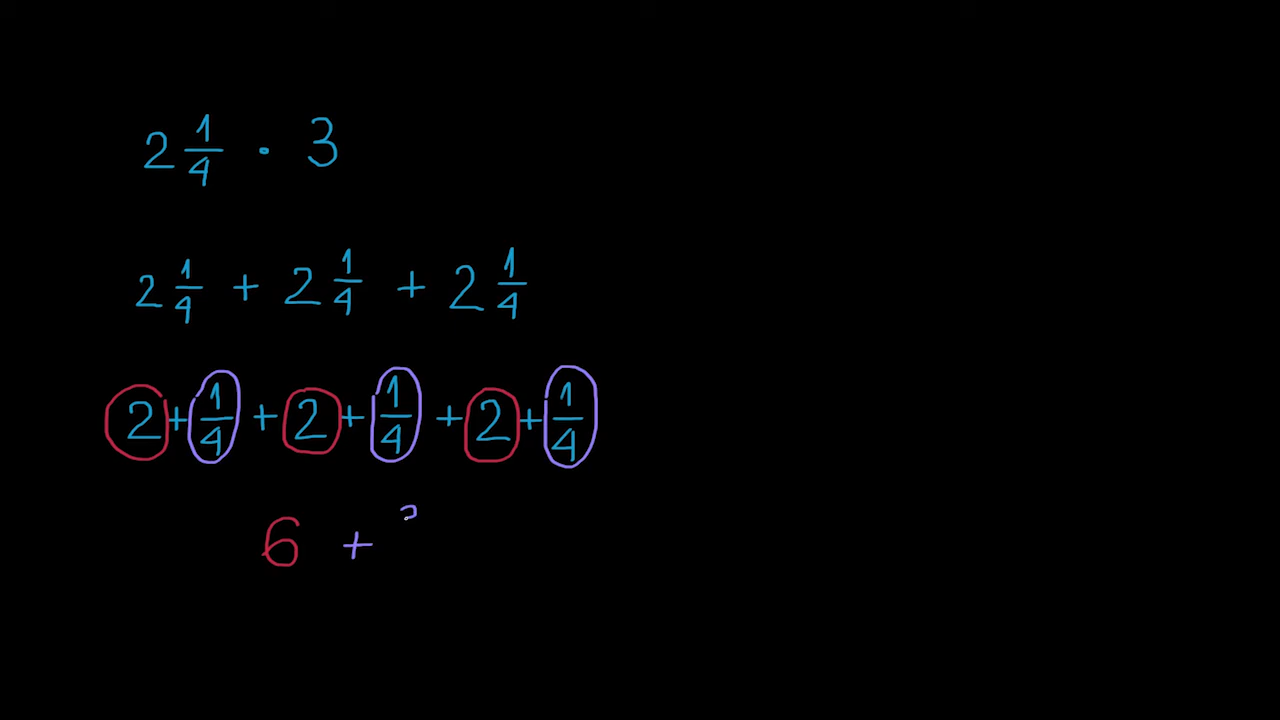 2 1/4 · 3
2 1/4 + 2 1/4 + 2 1/4
2 + 1/4 + 2 + 1/4 + 2 + 1/4
6 +